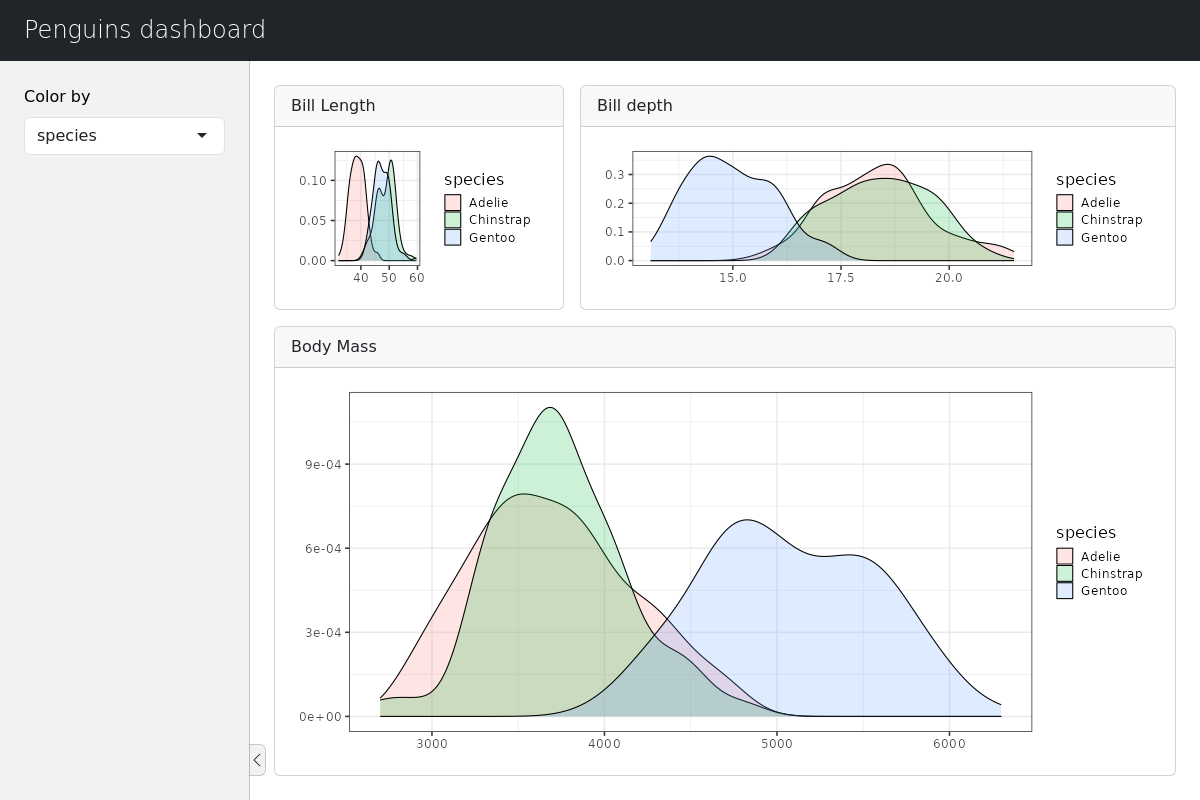 Penguins dashboard
Color by
species
Bill Length
0.10
0.05
0.00
40 50 60
species
Adelie
Chinstrap
Gentoo
Bill depth
0.3
0.2
0.1
0.0
15.0 17.5 20.0
species
Adelie
Chinstrap
Gentoo
Body Mass
9e-04
6e-04
3e-04
0e+00
3000 4000 5000 6000
species
Adelie
Chinstrap
Gentoo